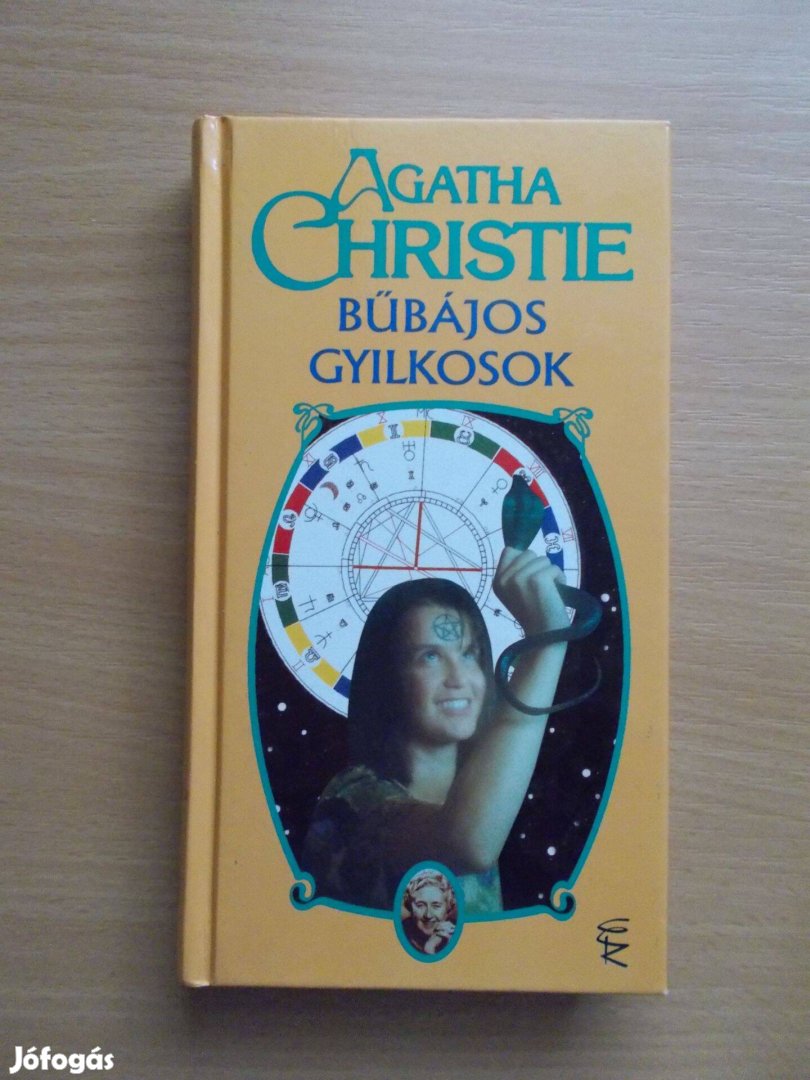 AGATHA
CHRISTIE
BŰBÁJOS
GYILKOSOK
Jófogás